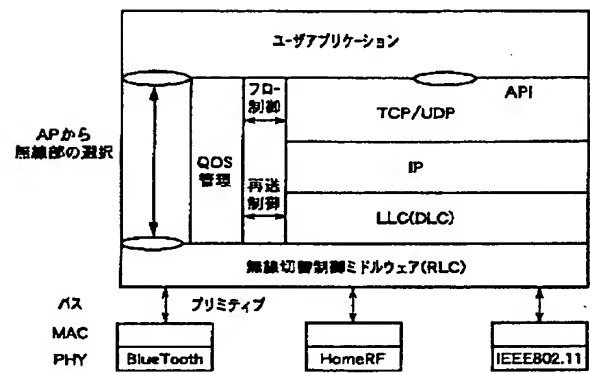 ユーザアプリケーション
APから
無線部の選択
QOS
管理
フロー
制御
再送
制御
API
TCP/UDP
IP
LLC(DLC)
無線切替制御ミドルウェア(RLC)
バス
プリミティブ
MAC
PHY
BlueTooth
HomeRF
IEEE802.11